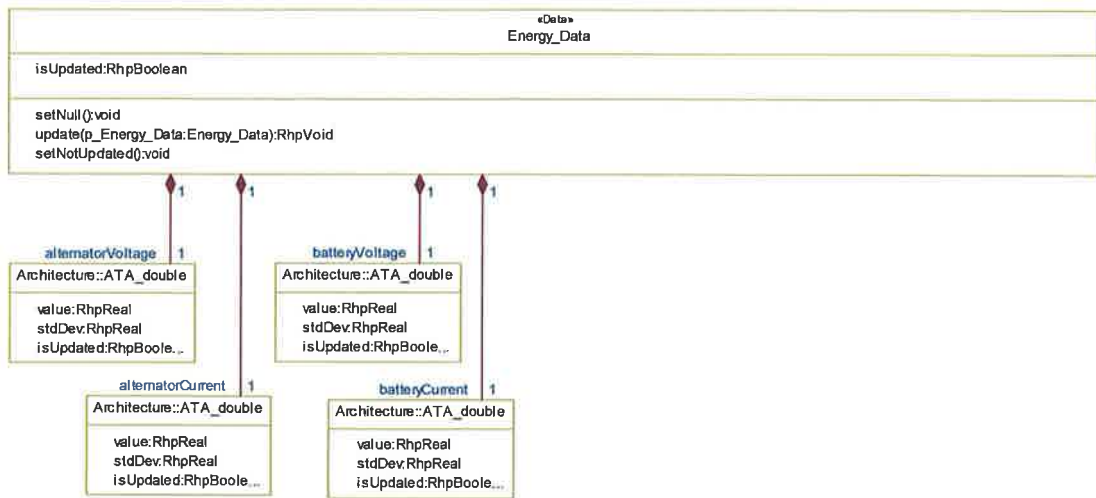 «Data»
Energy_Data
isUpdated:RhpBoolean
setNull():void
update(p_Energy_Data:Energy_Data):RhpVoid
setNotUpdated():void
1
1
1
1
alternatorVoltage 1
Architecture::ATA_double
value:RhpReal
stdDev:RhpReal
isUpdated:RhpBoole...
batteryVoltage 1
Architecture::ATA_double
value:RhpReal
stdDev:RhpReal
isUpdated:RhpBoole...
alternatorCurrent 1
Architecture::ATA_double
value:RhpReal
stdDev:RhpReal
isUpdated:RhpBoole...
batteryCurrent 1
Architecture::ATA_double
value:RhpReal
stdDev:RhpReal
isUpdated:RhpBoole...